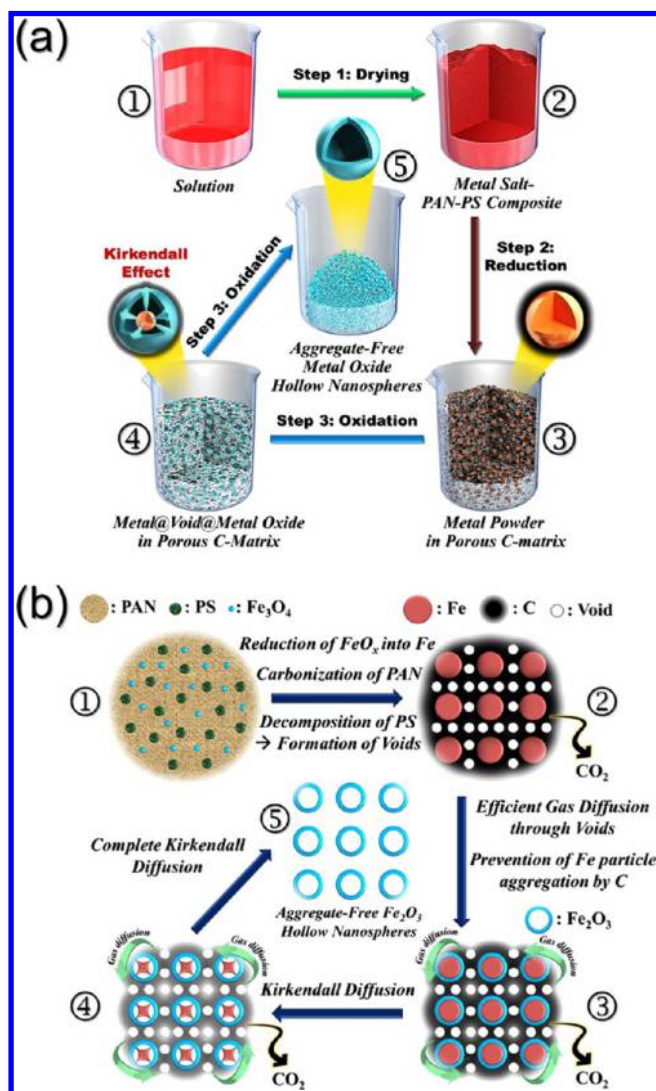 (a)
Step 1: Drying
①
②
⑤
Solution
Metal Salt-
PAN-PS Composite
Kirkendall
Effect
Step 3: Oxidation
Step 2:
Reduction
Aggregate-Free
Metal Oxide
Hollow Nanospheres
④
Step 3: Oxidation
③
Metal@Void@Metal Oxide
in Porous C-Matrix
Metal Powder
in Porous C-matrix
(b)
: PAN : PS : Fe₃O₄ : Fe : C : Void
Reduction of FeOₓ into Fe
①
Carbonization of PAN
②
Decomposition of PS
→ Formation of Voids
CO₂
⑤
Complete Kirkendall
Diffusion
Efficient Gas Diffusion
through Voids
Prevention of Fe particle
aggregation by C
Aggregate-Free Fe₂O₃
Hollow Nanospheres
: Fe₂O₃
Gas diffusion
Gas diffusion
Gas diffusion
Gas diffusion
④
Kirkendall Diffusion
③
CO₂
CO₂